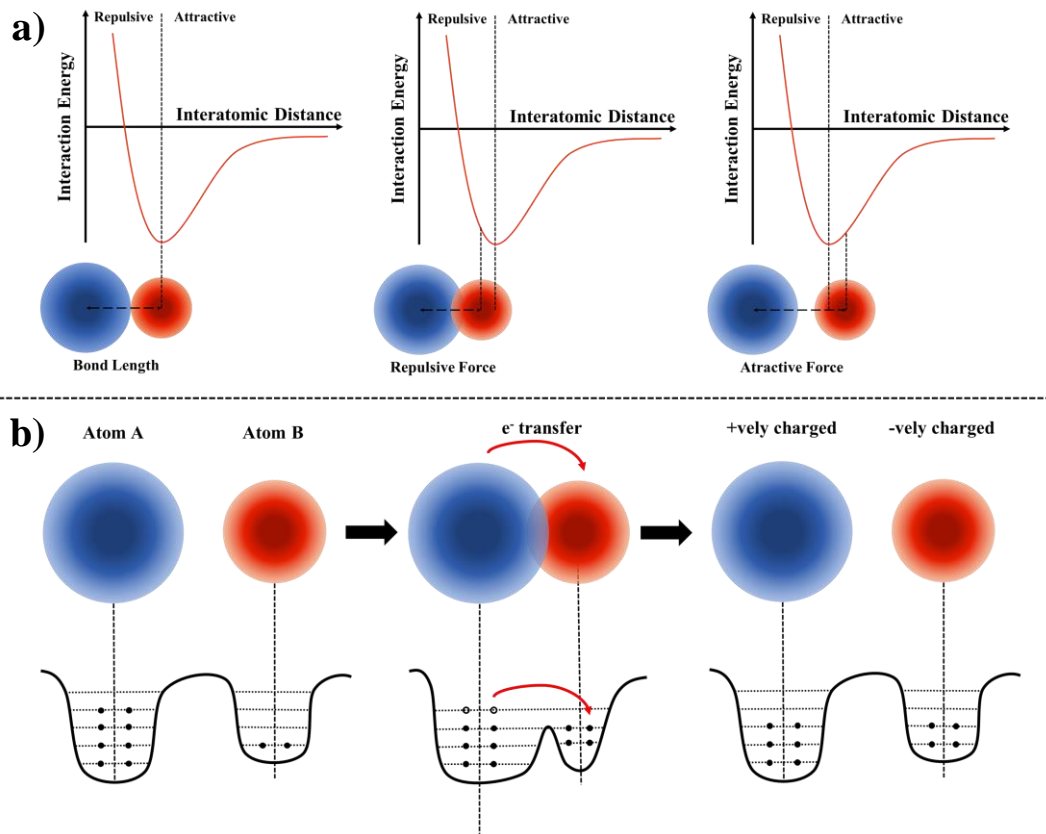 a)
Repulsive Attractive
Interaction Energy
Interatomic Distance
Bond Length
Repulsive Attractive
Interaction Energy
Interatomic Distance
Repulsive Force
Repulsive Attractive
Interaction Energy
Interatomic Distance
Atractive Force
b)
Atom A
Atom B
e- transfer
+vely charged
-vely charged